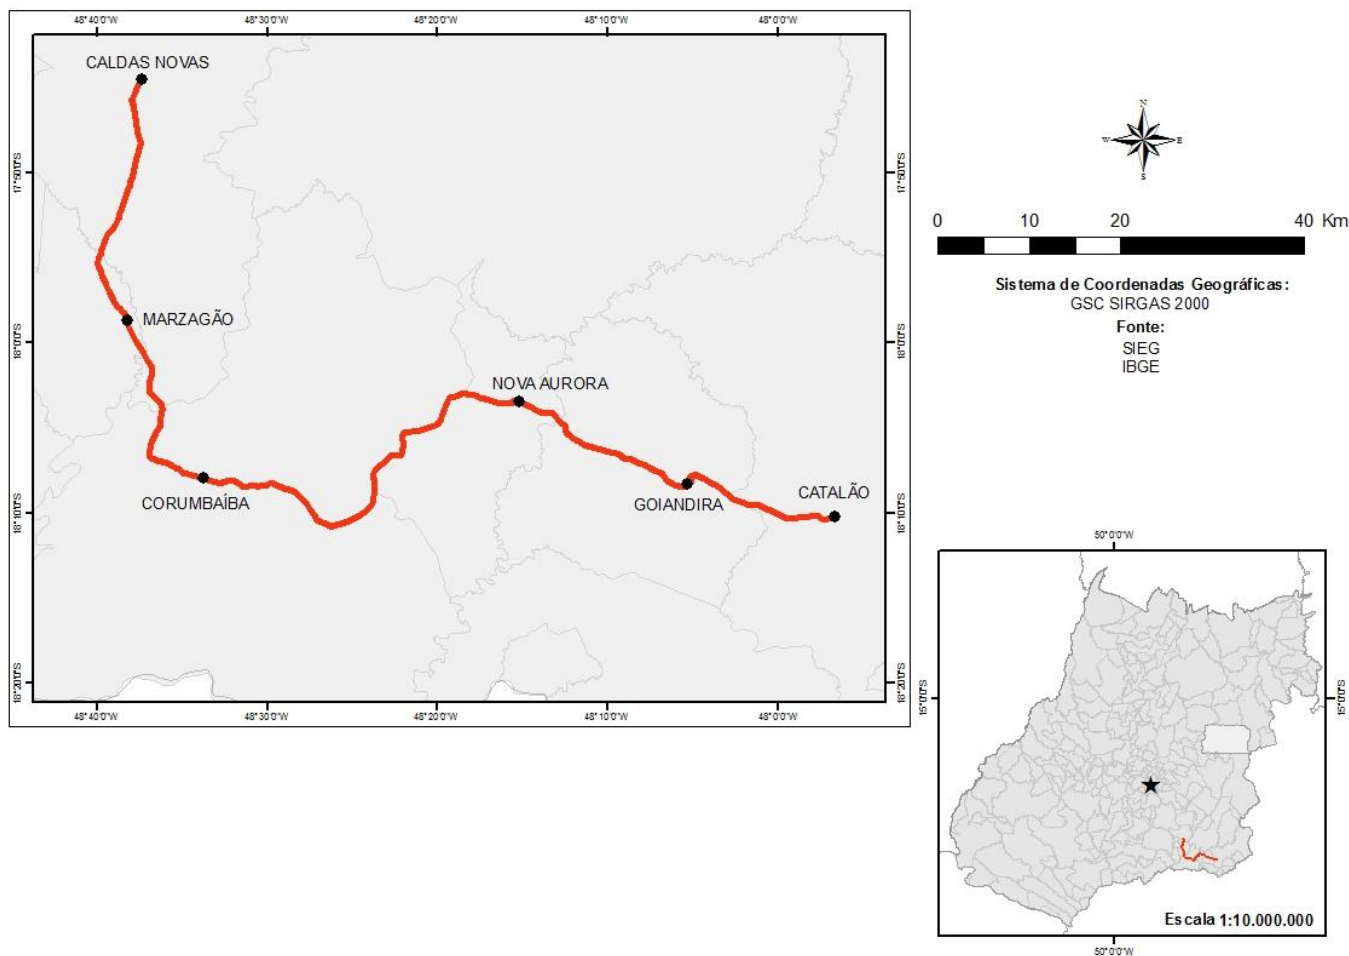 48°40'0"W 48°30'0"W 48°20'0"W 48°10'0"W 48°0'0"W
CALDAS NOVAS
17°50'0"S 17°50'0"S
MARZAGÃO
18°0'0"S 18°0'0"S
NOVA AURORA
CORUMBAÍBA
GOIANDIRA
CATALÃO
18°10'0"S 18°10'0"S
18°20'0"S 18°20'0"S
48°40'0"W 48°30'0"W 48°20'0"W 48°10'0"W 48°0'0"W
N
W E
S
0 10 20 40 Km
Sistema de Coordenadas Geográficas:
GSC SIRGAS 2000
Fonte:
SIEG
IBGE
50°0'0"W
15°0'0"S 15°0'0"S
Escala 1:10.000.000
50°0'0"W